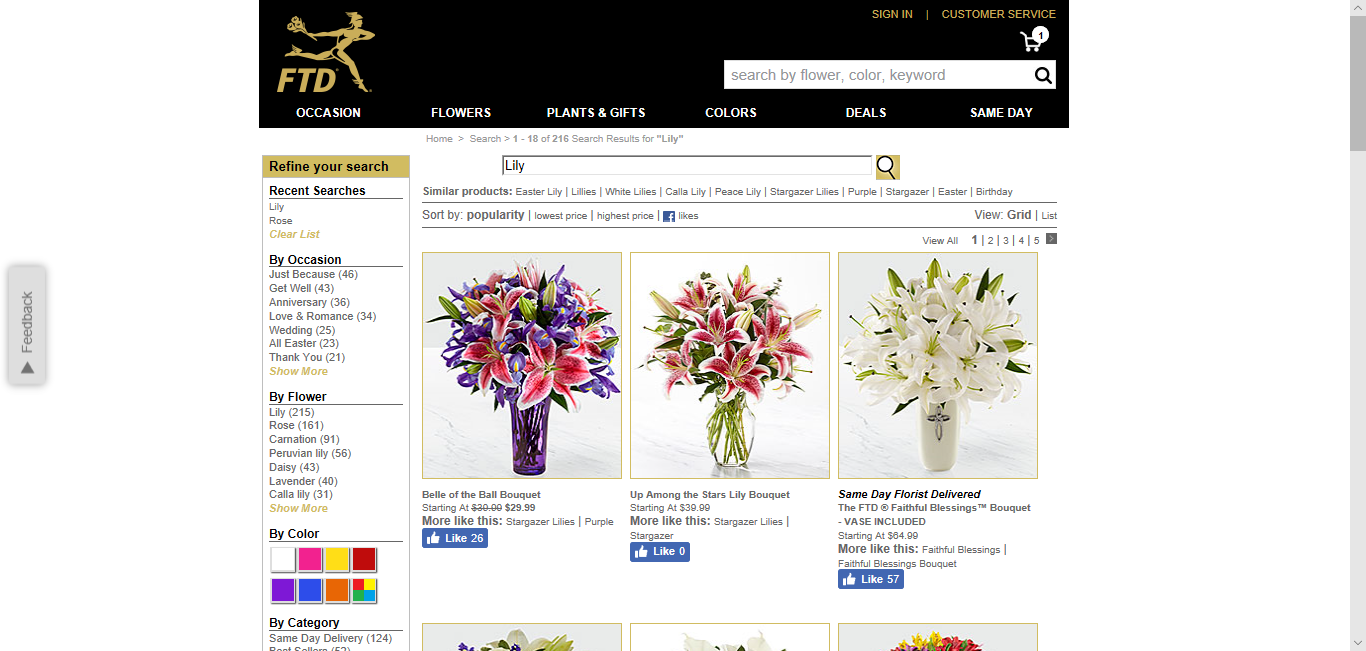 SIGN IN | CUSTOMER SERVICE
1
FTD
search by flower, color, keyword
OCCASION FLOWERS PLANTS & GIFTS COLORS DEALS SAME DAY
Home > Search > 1 - 18 of 216 Search Results for "Lily"
Refine your search
Recent Searches
Lily
Rose
Clear List
By Occasion
Just Because (46)
Get Well (43)
Anniversary (36)
Love & Romance (34)
Wedding (25)
All Easter (23)
Thank You (21)
Show More
By Flower
Lily (215)
Rose (161)
Carnation (91)
Peruvian lily (56)
Daisy (43)
Lavender (40)
Calla lily (31)
Show More
By Color
By Category
Same Day Delivery (124)
Best Sellers (52)
Feedback
Lily
Similar products: Easter Lily | Lillies | White Lilies | Calla Lily | Peace Lily | Stargazer Lilies | Purple | Stargazer | Easter | Birthday
Sort by: popularity | lowest price | highest price | likes
View: Grid | List
View All 1 | 2 | 3 | 4 | 5
Belle of the Ball Bouquet
Starting At $39.99 $29.99
More like this: Stargazer Lilies | Purple
Like 26
Up Among the Stars Lily Bouquet
Starting At $39.99
More like this: Stargazer Lilies |
Stargazer
Like 0
Same Day Florist Delivered
The FTD ® Faithful Blessings™ Bouquet
- VASE INCLUDED
Starting At $64.99
More like this: Faithful Blessings |
Faithful Blessings Bouquet
Like 57